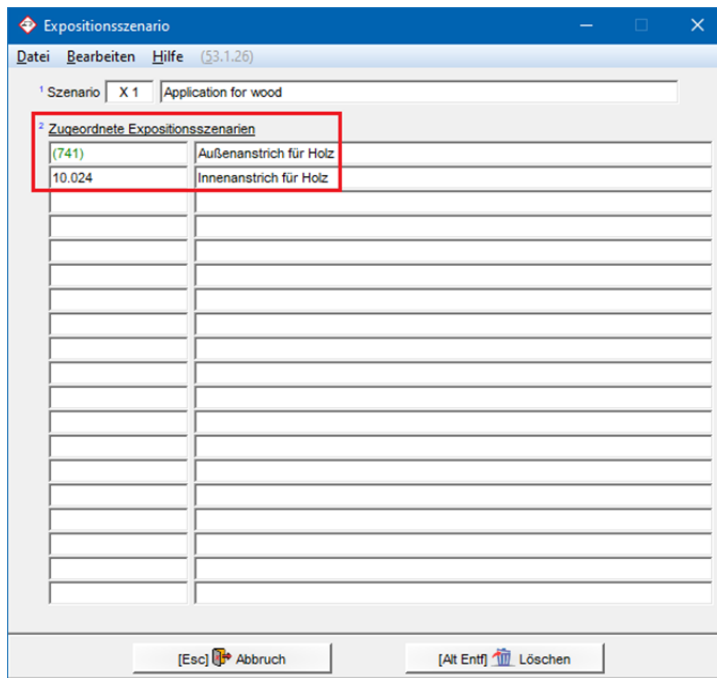 Expositionsszenario
Datei Bearbeiten Hilfe (53.1.26)
1 Szenario X 1 Application for wood
2 Zugeordnete Expositionsszenarien
(741) Außenanstrich für Holz
10.024 Innenanstrich für Holz
[Esc] Abbruch [Alt Entf] Löschen